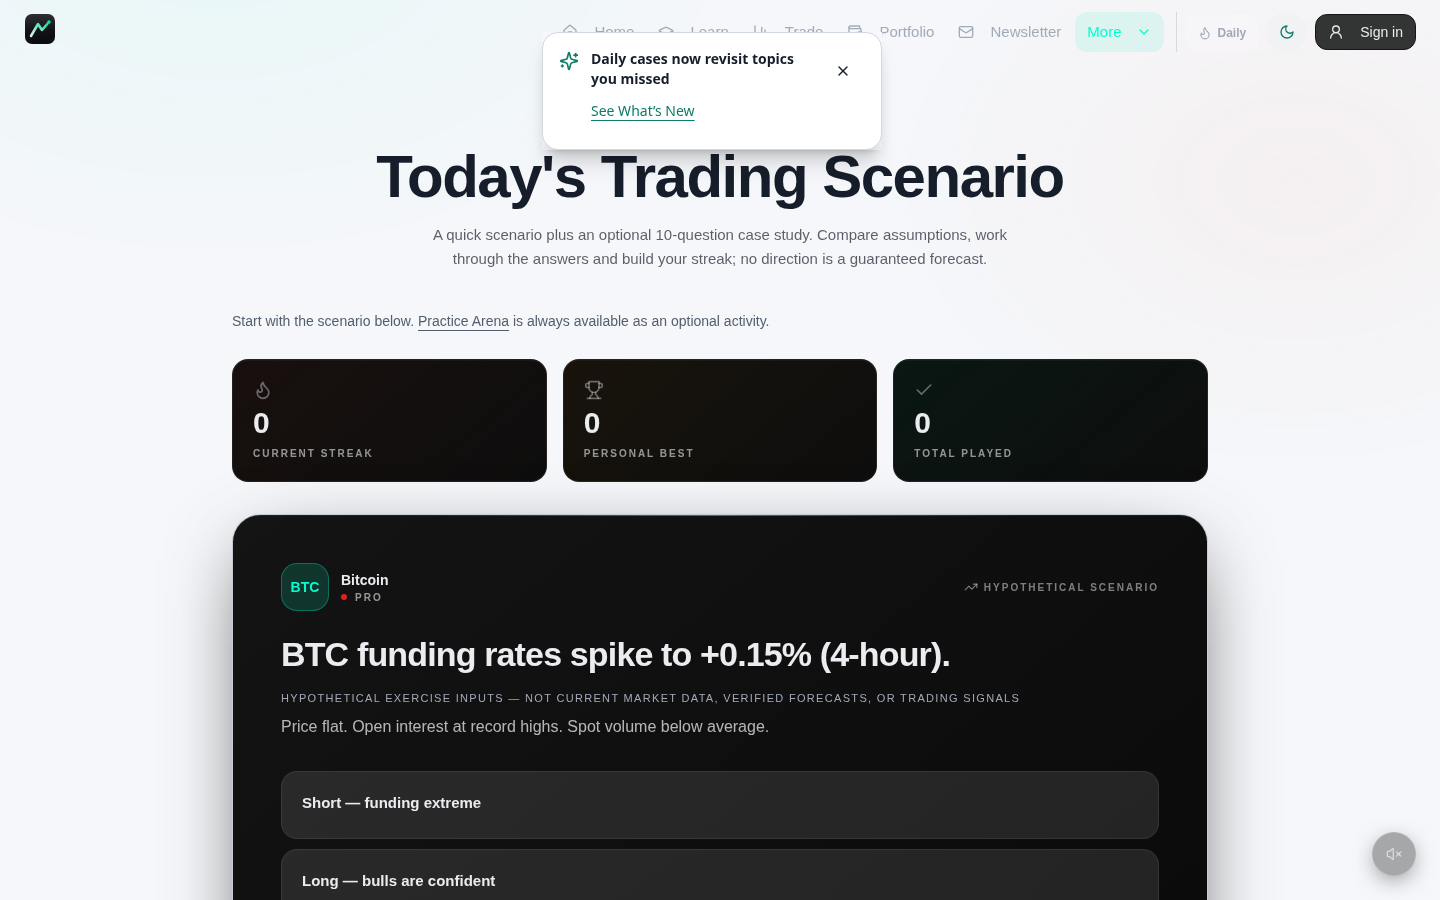 Home
Learn
Trade
Portfolio
Newsletter
More
Daily
Sign in
Daily cases now revisit topics
you missed
See What's New
Today's Trading Scenario
A quick scenario plus an optional 10-question case study. Compare assumptions, work
through the answers and build your streak; no direction is a guaranteed forecast.
Start with the scenario below. Practice Arena is always available as an optional activity.
0
CURRENT STREAK
0
PERSONAL BEST
0
TOTAL PLAYED
BTC
Bitcoin
PRO
HYPOTHETICAL SCENARIO
BTC funding rates spike to +0.15% (4-hour).
HYPOTHETICAL EXERCISE INPUTS — NOT CURRENT MARKET DATA, VERIFIED FORECASTS, OR TRADING SIGNALS
Price flat. Open interest at record highs. Spot volume below average.
Short — funding extreme
Long — bulls are confident